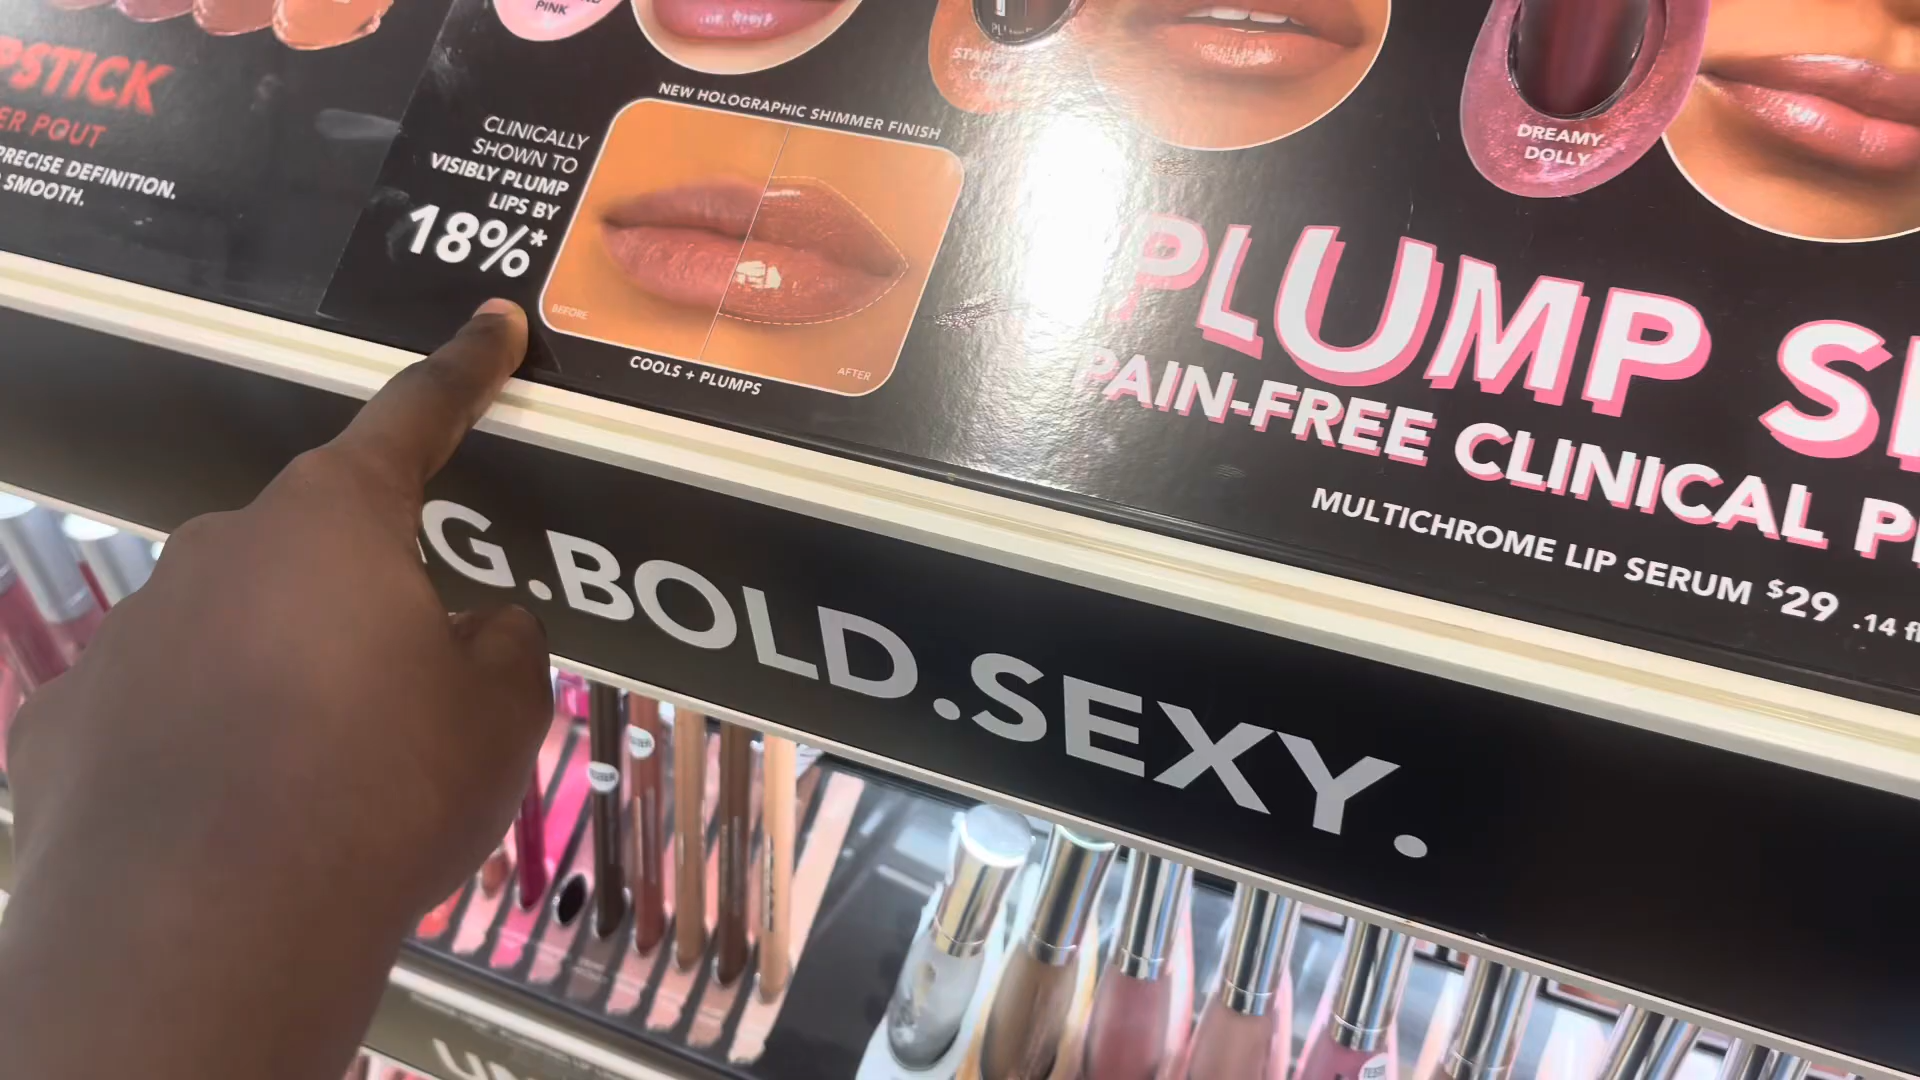 PINK
PSTICK
ER POUT
PRECISE DEFINITION.
SMOOTH.
CLINICALLY
SHOWN TO
VISIBLY PLUMP
LIPS BY
18%*
NEW HOLOGRAPHIC SHIMMER FINISH
BEFORE
AFTER
COOLS + PLUMPS
DREAMY
DOLLY
PLUMP S
PAIN-FREE CLINICAL P
MULTICHROME LIP SERUM $29 .14 fl
G.BOLD.SEXY.